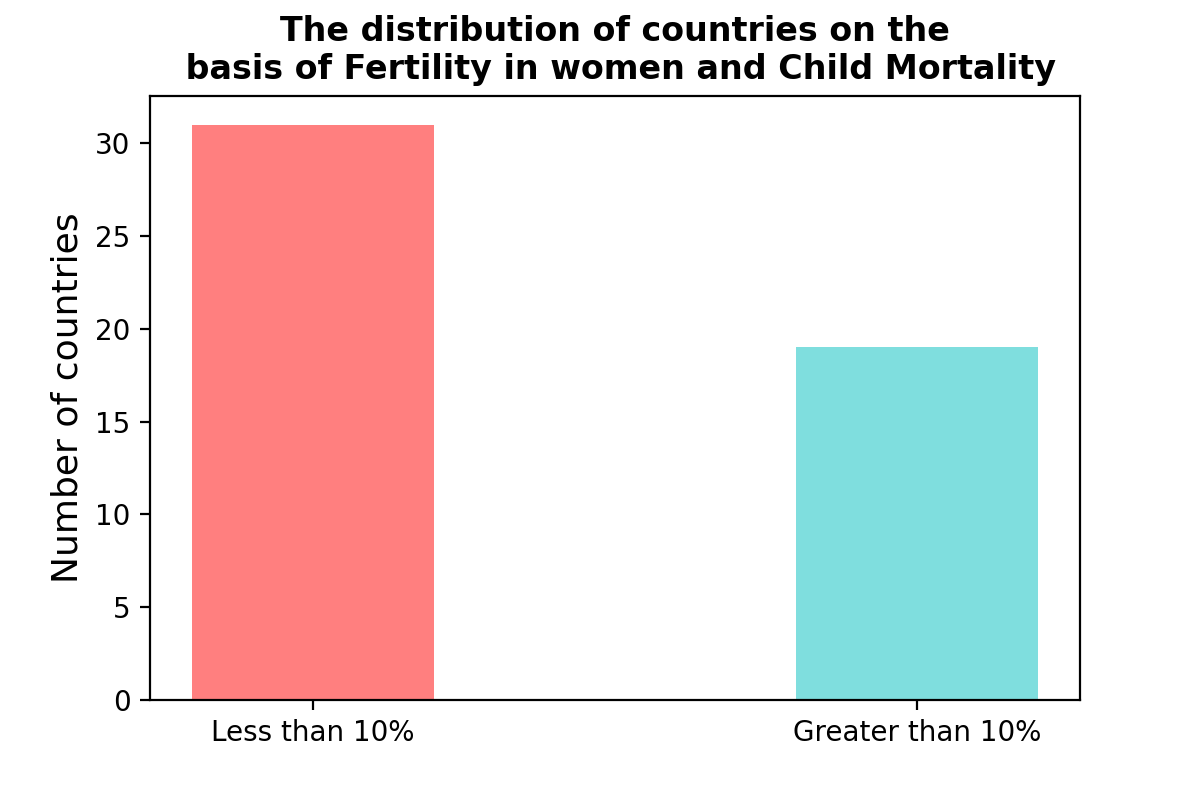 The distribution of countries on the
basis of Fertility in women and Child Mortality
Number of countries
30
25
20
15
10
5
0
Less than 10%
Greater than 10%